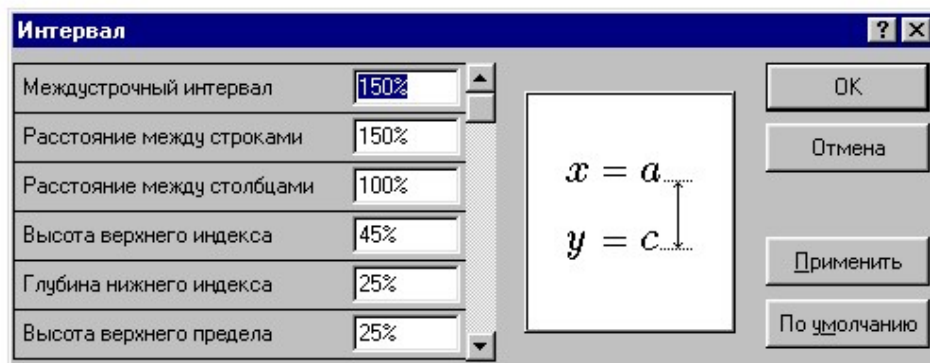 Интервал
Междустрочный интервал 150%
Расстояние между строками 150%
Расстояние между столбцами 100%
Высота верхнего индекса 45%
Глубина нижнего индекса 25%
Высота верхнего предела 25%
x = a
y = c
OK
Отмена
Применить
По умолчанию